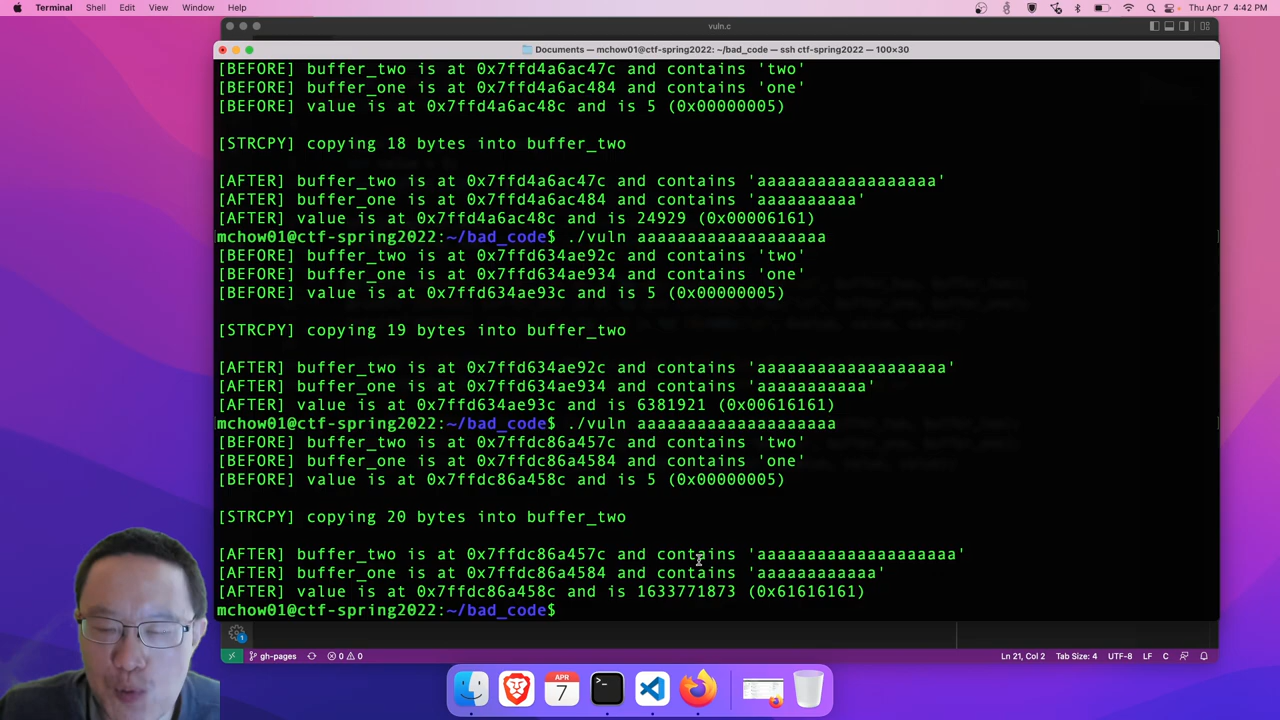 Terminal Shell Edit View Window Help Thu Apr 7 4:42 PM
vuln.c
Documents — mchow01@ctf-spring2022: ~/bad_code — ssh ctf-spring2022 — 100×30
[BEFORE] buffer_two is at 0x7ffd4a6ac47c and contains 'two'
[BEFORE] buffer_one is at 0x7ffd4a6ac484 and contains 'one'
[BEFORE] value is at 0x7ffd4a6ac48c and is 5 (0x00000005)
[STRCPY] copying 18 bytes into buffer_two
[AFTER] buffer_two is at 0x7ffd4a6ac47c and contains 'aaaaaaaaaaaaaaaaaa'
[AFTER] buffer_one is at 0x7ffd4a6ac484 and contains 'aaaaaaaaaa'
[AFTER] value is at 0x7ffd4a6ac48c and is 24929 (0x00006161)
mchow01@ctf-spring2022:~/bad_code$ ./vuln aaaaaaaaaaaaaaaaaaa
[BEFORE] buffer_two is at 0x7ffd634ae92c and contains 'two'
[BEFORE] buffer_one is at 0x7ffd634ae934 and contains 'one'
[BEFORE] value is at 0x7ffd634ae93c and is 5 (0x00000005)
[STRCPY] copying 19 bytes into buffer_two
[AFTER] buffer_two is at 0x7ffd634ae92c and contains 'aaaaaaaaaaaaaaaaaaa'
[AFTER] buffer_one is at 0x7ffd634ae934 and contains 'aaaaaaaaaaa'
[AFTER] value is at 0x7ffd634ae93c and is 6381921 (0x00616161)
mchow01@ctf-spring2022:~/bad_code$ ./vuln aaaaaaaaaaaaaaaaaaaa
[BEFORE] buffer_two is at 0x7ffdc86a457c and contains 'two'
[BEFORE] buffer_one is at 0x7ffdc86a4584 and contains 'one'
[BEFORE] value is at 0x7ffdc86a458c and is 5 (0x00000005)
[STRCPY] copying 20 bytes into buffer_two
[AFTER] buffer_two is at 0x7ffdc86a457c and contains 'aaaaaaaaaaaaaaaaaaaa'
[AFTER] buffer_one is at 0x7ffdc86a4584 and contains 'aaaaaaaaaaaa'
[AFTER] value is at 0x7ffdc86a458c and is 1633771873 (0x61616161)
mchow01@ctf-spring2022:~/bad_code$
1
gh-pages 0 0 Ln 21, Col 2 Tab Size: 4 UTF-8 LF C
APR
7